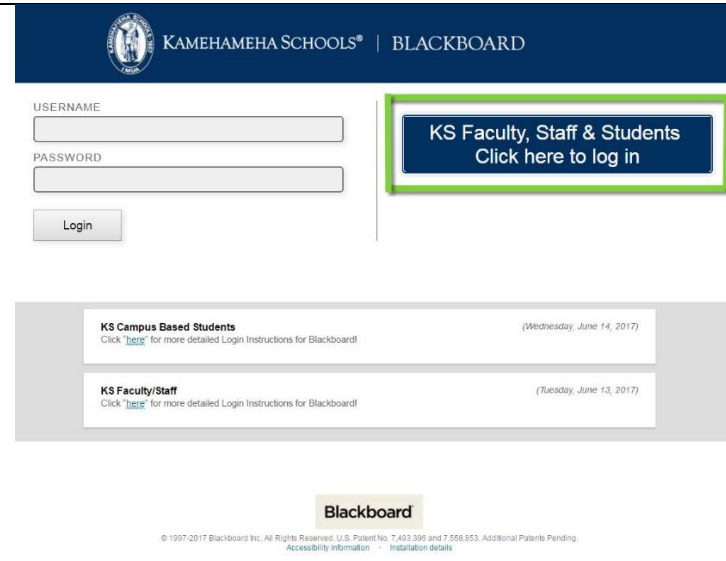 KAMEHAMEHA SCHOOLS® | BLACKBOARD
USERNAME
PASSWORD
Login
KS Faculty, Staff & Students
Click here to log in
KS Campus Based Students
(Wednesday, June 14, 2017)
Click "here" for more detailed Login Instructions for Blackboard!
KS Faculty/Staff
(Tuesday, June 13, 2017)
Click "here" for more detailed Login Instructions for Blackboard!
Blackboard
© 1997-2017 Blackboard Inc. All Rights Reserved. U.S. Patent No. 7,493,396 and 7,558,853. Additional Patents Pending.
Accessibility information · Installation details